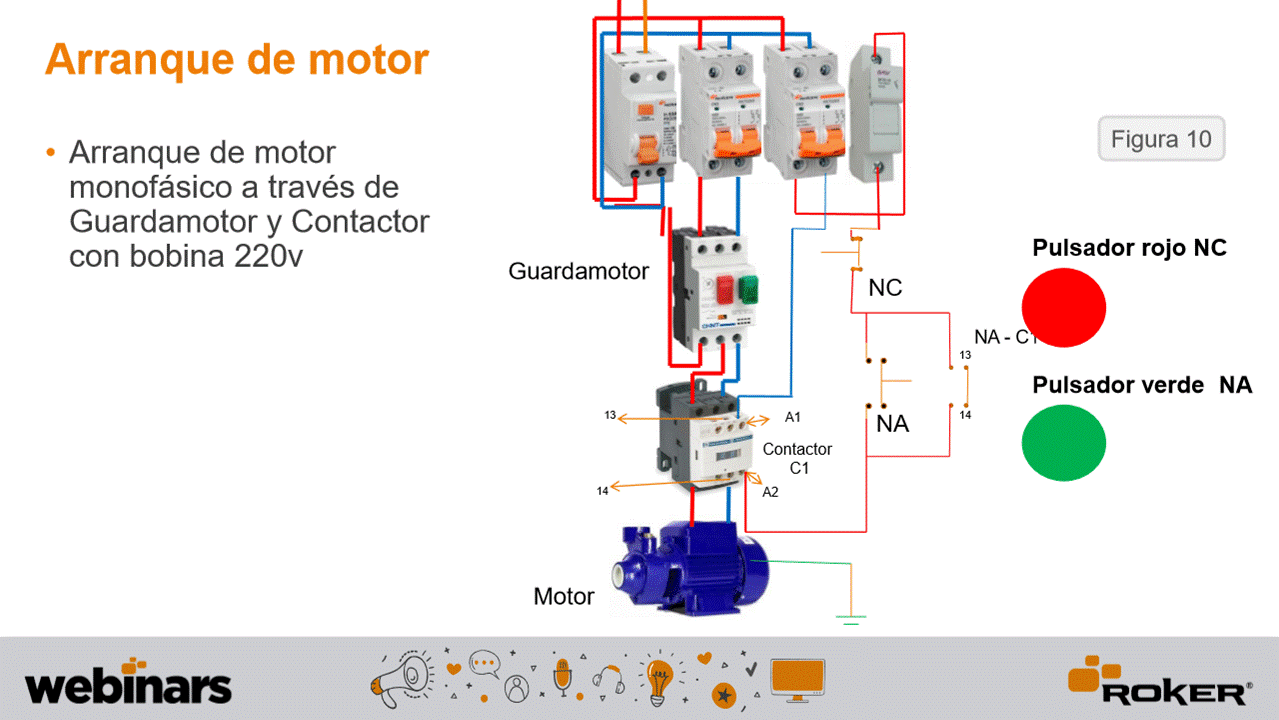 Arranque de motor
• Arranque de motor
monofásico a través de
Guardamotor y Contactor
con bobina 220v
Figura 10
Guardamotor
NC
Pulsador rojo NC
NA - C1
13
Pulsador verde NA
14
NA
13
A1
Contactor
C1
14
A2
CHNT
Motor
webinars
ROKER®